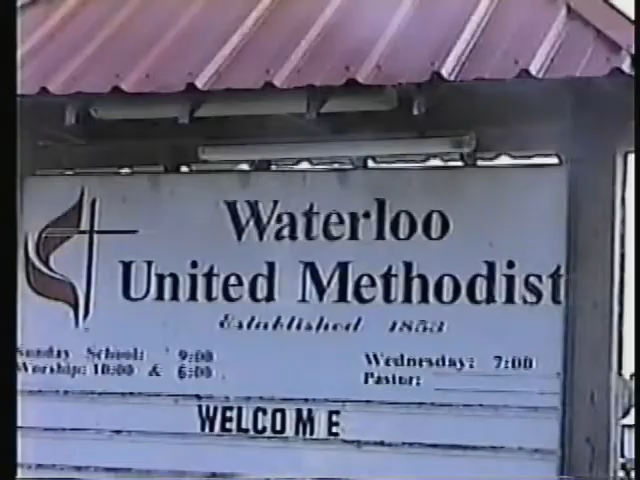 Waterloo
United Methodist
Established 1853
Sunday School: 9:00
Worship: 10:00 & 6:00
Wednesday: 7:00
Pastor:
WELCOME